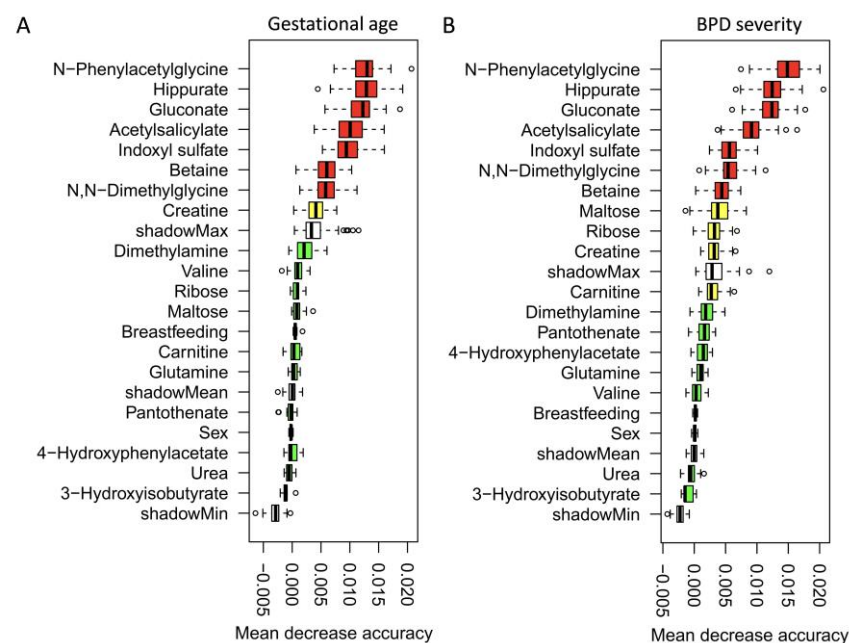 A
Gestational age
N−Phenylacetylglycine
Hippurate
Gluconate
Acetylsalicylate
Indoxyl sulfate
Betaine
N,N−Dimethylglycine
Creatine
shadowMax
Dimethylamine
Valine
Ribose
Maltose
Breastfeeding
Carnitine
Glutamine
shadowMean
Pantothenate
Sex
4−Hydroxyphenylacetate
Urea
3−Hydroxyisobutyrate
shadowMin
−0.005
0.000
0.005
0.010
0.015
0.020
Mean decrease accuracy
B
BPD severity
N−Phenylacetylglycine
Hippurate
Gluconate
Acetylsalicylate
Indoxyl sulfate
N,N−Dimethylglycine
Betaine
Maltose
Ribose
Creatine
shadowMax
Carnitine
Dimethylamine
Pantothenate
4−Hydroxyphenylacetate
Glutamine
Valine
Breastfeeding
Sex
shadowMean
Urea
3−Hydroxyisobutyrate
shadowMin
−0.005
0.000
0.005
0.010
0.015
0.020
Mean decrease accuracy